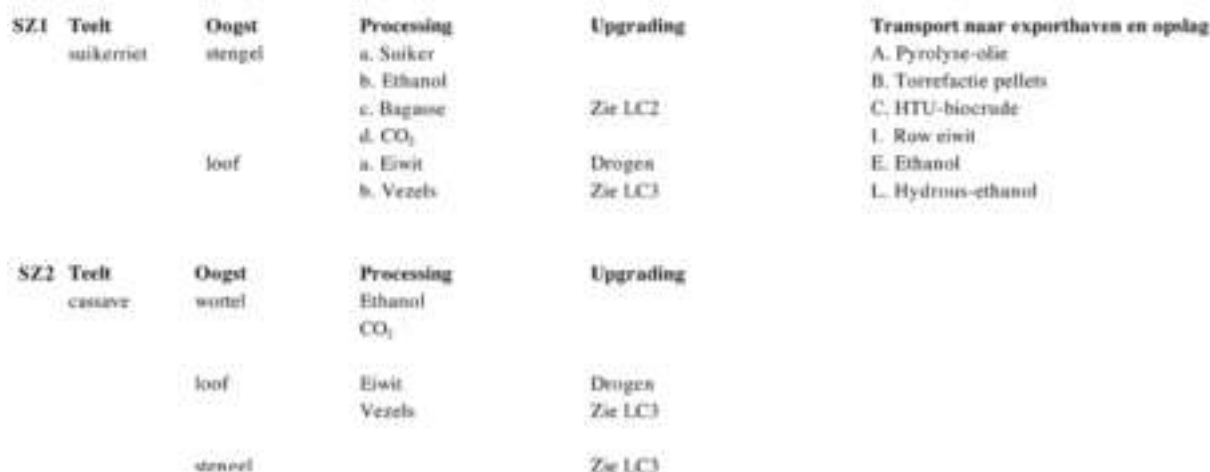 SZ1 Teelt Oogst Processing Upgrading Transport naar exporthaven en opslag
suikerriet stengel a. Suiker A. Pyrolyse-olie
b. Ethanol B. Torrefactie pellets
c. Bagasse Zie LC2 C. HTU-biocrude
d. CO₂ I. Ruw eiwit
loof a. Eiwit Drogen E. Ethanol
b. Vezels Zie LC3 L. Hydrous-ethanol
SZ2 Teelt Oogst Processing Upgrading
cassave wortel Ethanol
CO₂
loof Eiwit Drogen
Vezels Zie LC3
stengel Zie LC3